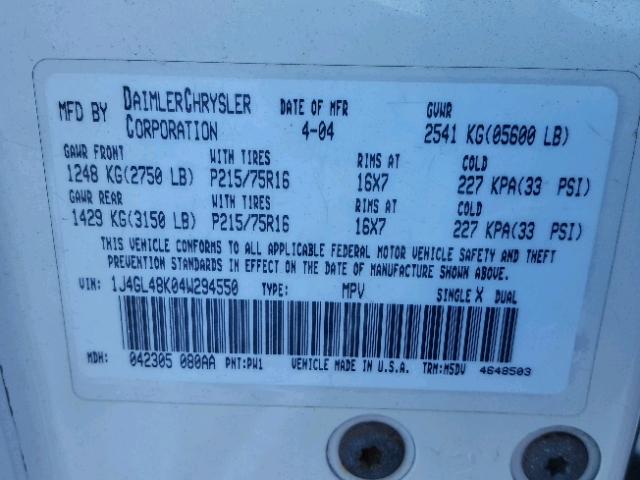 MFD BY DAIMLERCHRYSLER CORPORATION DATE OF MFR 4-04 GVWR 2541 KG(05600 LB)
GAWR FRONT WITH TIRES RIMS AT COLD
1248 KG(2750 LB) P215/75R16 16X7 227 KPA(33 PSI)
GAWR REAR WITH TIRES RIMS AT COLD
1429 KG(3150 LB) P215/75R16 16X7 227 KPA(33 PSI)
THIS VEHICLE CONFORMS TO ALL APPLICABLE FEDERAL MOTOR VEHICLE SAFETY AND THEFT
PREVENTION STANDARDS IN EFFECT ON THE DATE OF MANUFACTURE SHOWN ABOVE.
VIN: 1J4GL48K04W294550 TYPE: MPV SINGLE X DUAL
MDH: 042305 080AA PNT:PW1 VEHICLE MADE IN U.S.A. TRM:M5DV 4648503